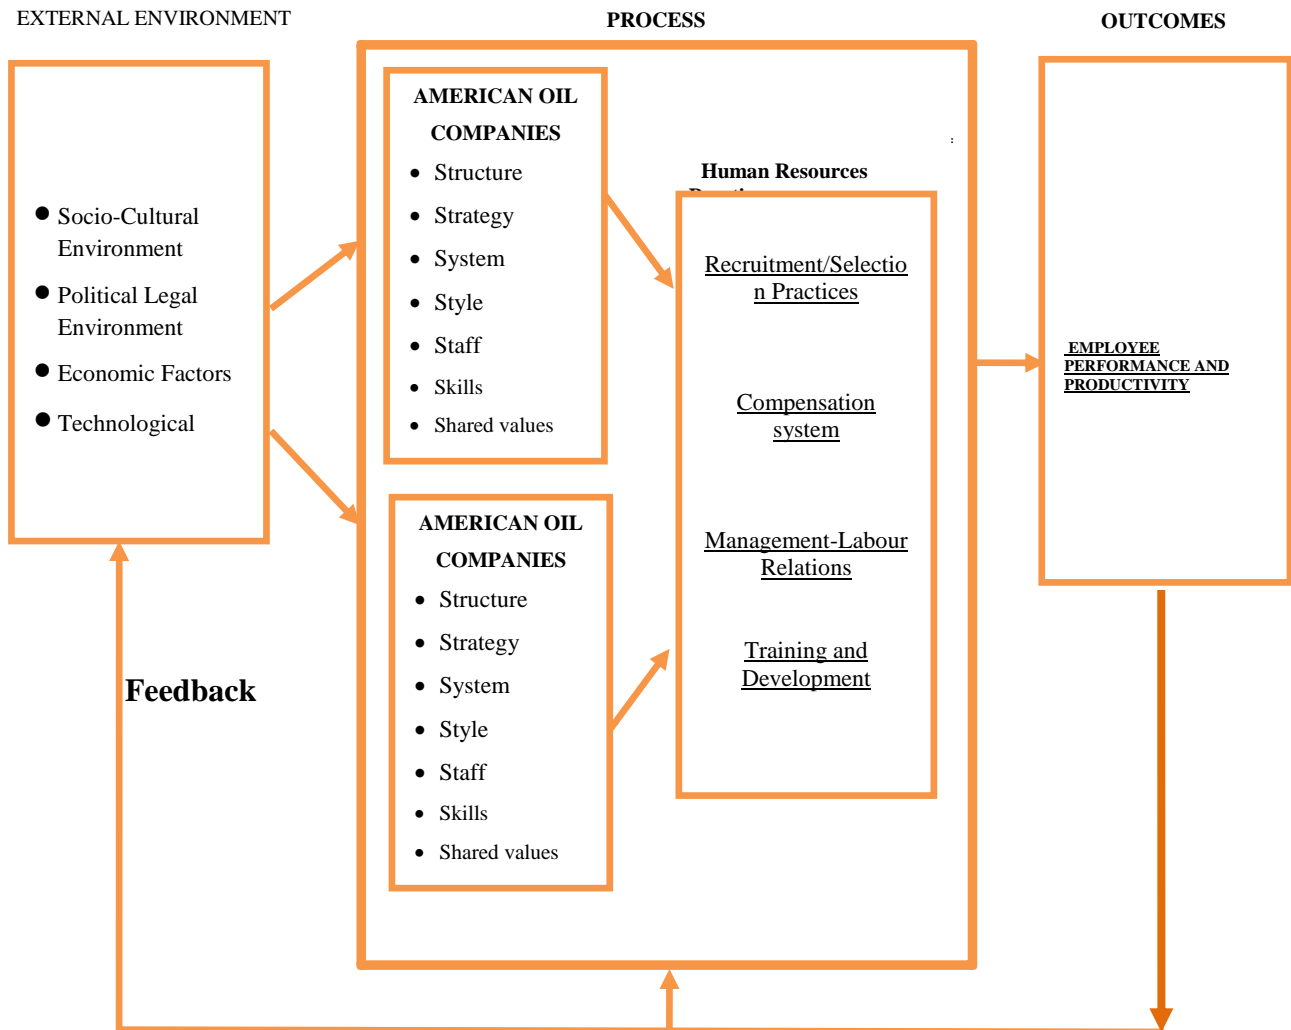 EXTERNAL ENVIRONMENT
PROCESS
OUTCOMES
• Socio-Cultural
Environment
• Political Legal
Environment
• Economic Factors
• Technological
AMERICAN OIL
COMPANIES
• Structure
• Strategy
• System
• Style
• Staff
• Skills
• Shared values
AMERICAN OIL
COMPANIES
• Structure
• Strategy
• System
• Style
• Staff
• Skills
• Shared values
:
Human Resources
Recruitment/Selectio
n Practices
Compensation
system
Management-Labour
Relations
Training and
Development
EMPLOYEE
PERFORMANCE AND
PRODUCTIVITY
Feedback